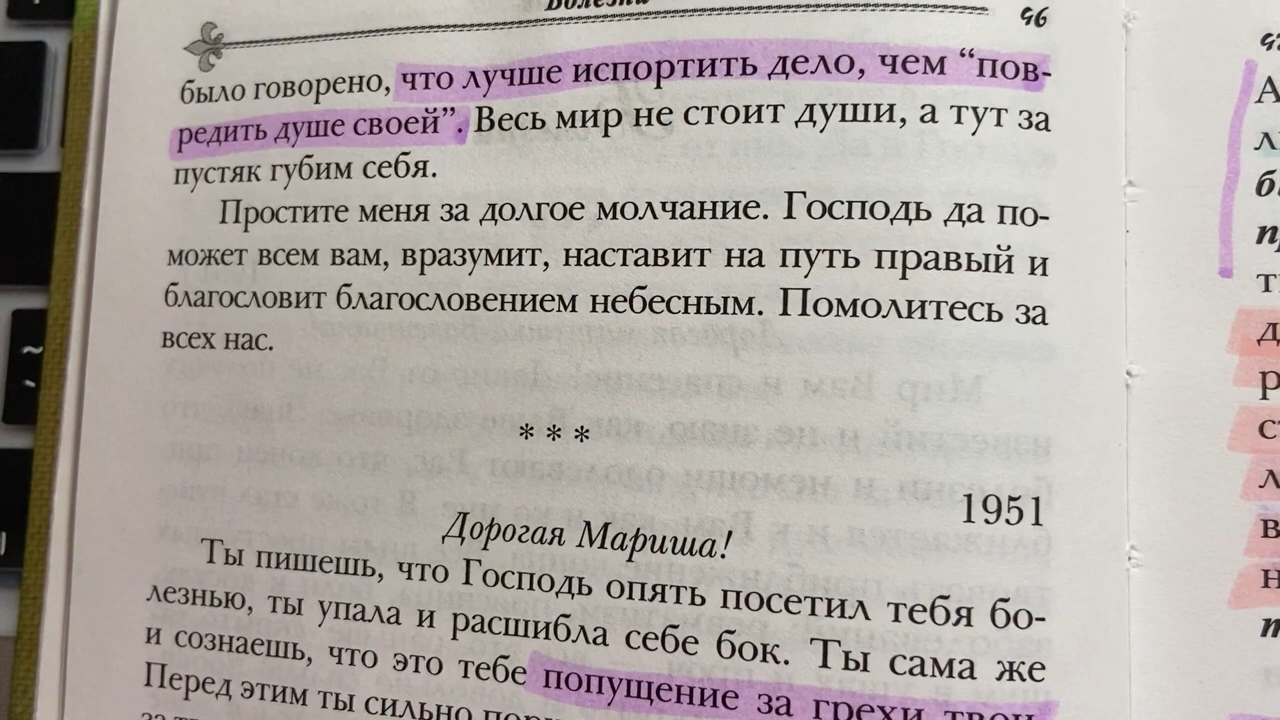 Болезни
96
было говорено, что лучше испортить дело, чем “пов-
редить душе своей”. Весь мир не стоит души, а тут за
пустяк губим себя.
Простите меня за долгое молчание. Господь да по-
может всем вам, вразумит, наставит на путь правый и
благословит благословением небесным. Помолитесь за
всех нас.
* * *
1951
Дорогая Мариша!
Ты пишешь, что Господь опять посетил тебя бо-
лезнью, ты упала и расшибла себе бок. Ты сама же
и сознаешь, что это тебе попущение за грехи твои.
Перед этим ты сильно